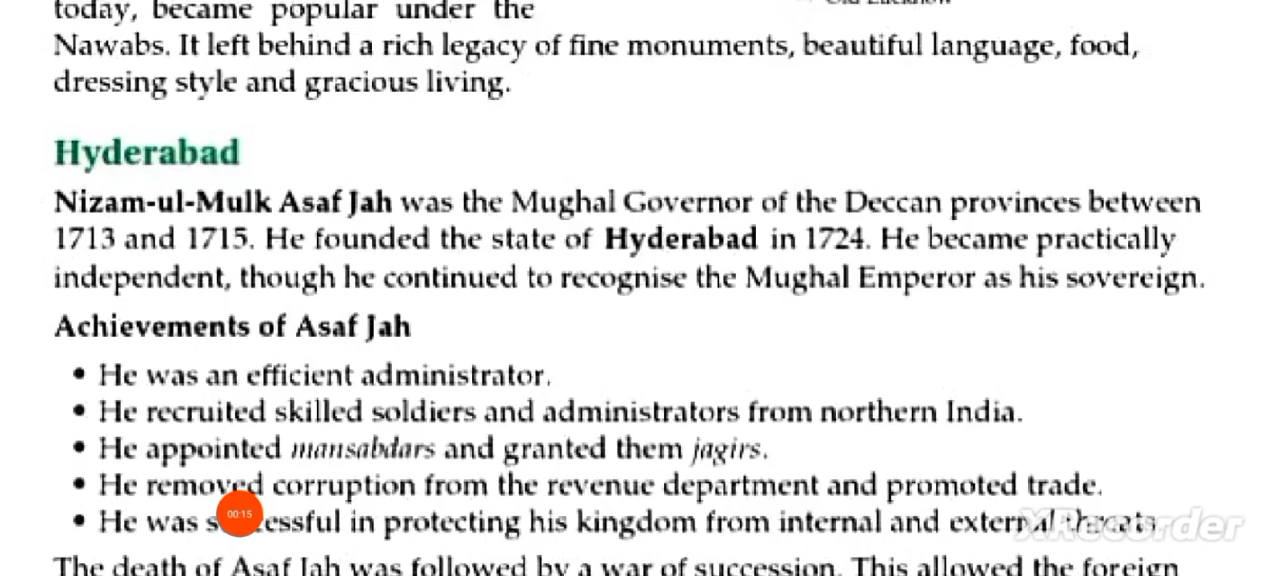 today, became popular under the
Nawabs. It left behind a rich legacy of fine monuments, beautiful language, food,
dressing style and gracious living.
Hyderabad
Nizam-ul-Mulk Asaf Jah was the Mughal Governor of the Deccan provinces between
1713 and 1715. He founded the state of Hyderabad in 1724. He became practically
independent, though he continued to recognise the Mughal Emperor as his sovereign.
Achievements of Asaf Jah
• He was an efficient administrator.
• He recruited skilled soldiers and administrators from northern India.
• He appointed mansabdars and granted them jagirs.
• He removed corruption from the revenue department and promoted trade.
• He was successful in protecting his kingdom from internal and external threats
00:15
XRecorder
The death of Asaf Jah was followed by a war of succession. This allowed the foreign